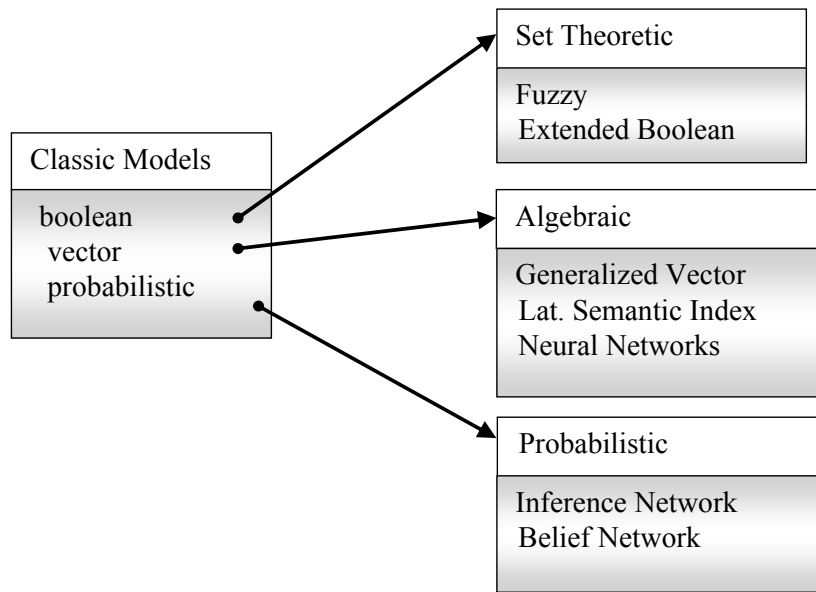 Classic Models
boolean
vector
probabilistic
Set Theoretic
Fuzzy
Extended Boolean
Algebraic
Generalized Vector
Lat. Semantic Index
Neural Networks
Probabilistic
Inference Network
Belief Network